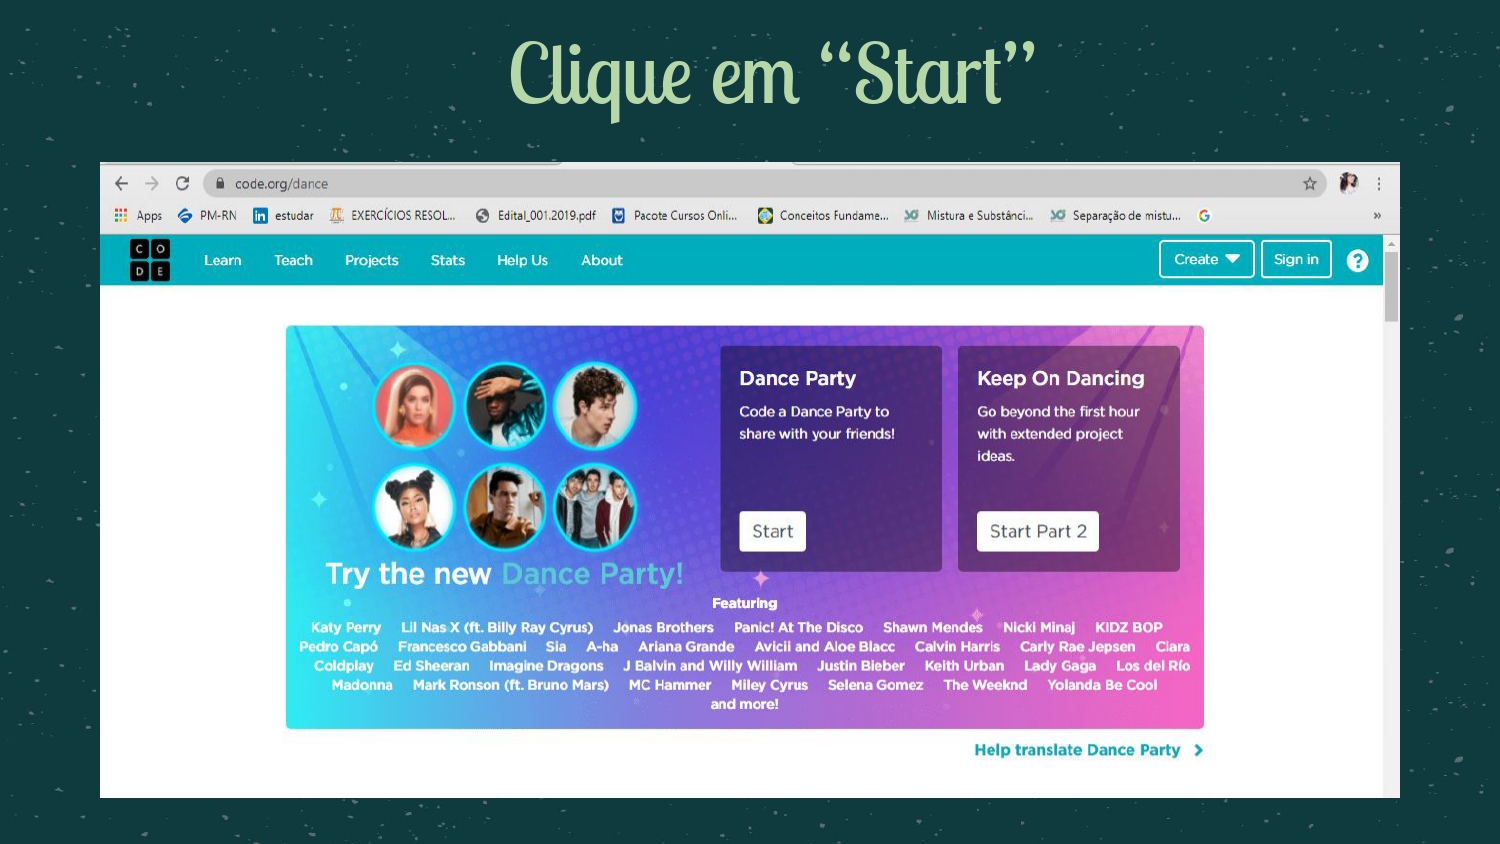 Clique em “Start”
code.org/dance
Apps PM-RN estudar EXERCÍCIOS RESOL... Edital_001.2019.pdf Pacote Cursos Onli... Conceitos Fundame... Mistura e Substânci... Separação de mistu... »
C O
D E
Learn Teach Projects Stats Help Us About Create Sign in ?
Dance Party
Code a Dance Party to
share with your friends!
Start
Keep On Dancing
Go beyond the first hour
with extended project
ideas.
Start Part 2
Try the new Dance Party!
Featuring
Katy Perry Lil Nas X (ft. Billy Ray Cyrus) Jonas Brothers Panic! At The Disco Shawn Mendes Nicki Minaj KIDZ BOP
Pedro Capó Francesco Gabbani Sia A-ha Ariana Grande Avicii and Aloe Blacc Calvin Harris Carly Rae Jepsen Ciara
Coldplay Ed Sheeran Imagine Dragons J Balvin and Willy William Justin Bieber Keith Urban Lady Gaga Los del Río
Madonna Mark Ronson (ft. Bruno Mars) MC Hammer Miley Cyrus Selena Gomez The Weeknd Yolanda Be Cool
and more!
Help translate Dance Party